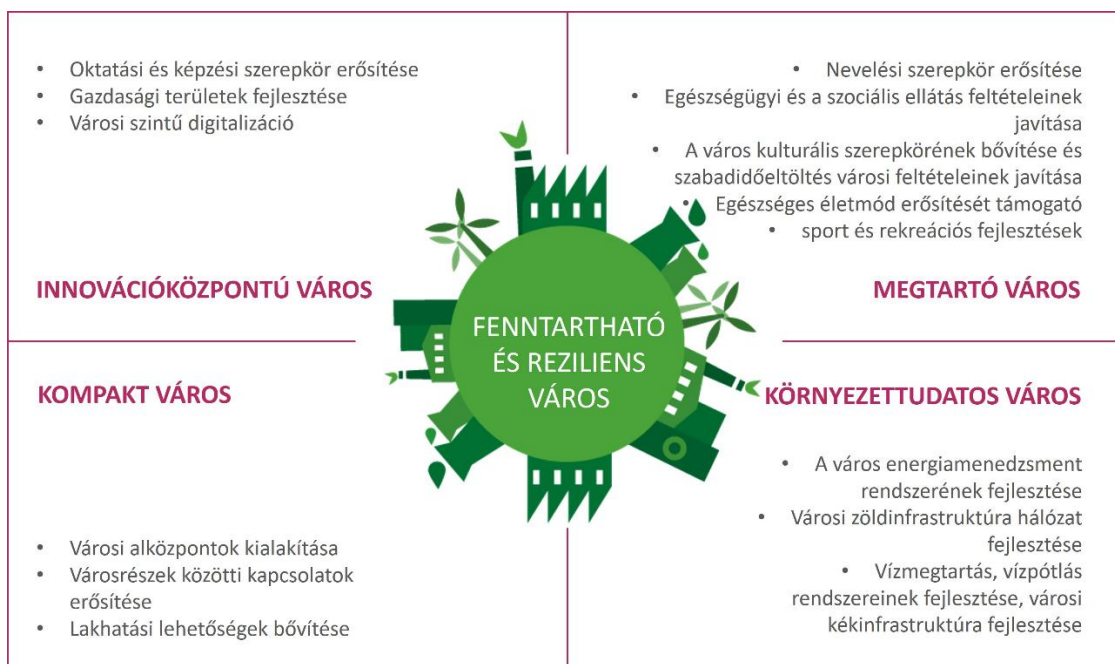 • Oktatási és képzési szerepkör erősítése
• Gazdasági területek fejlesztése
• Városi szintű digitalizáció
INNOVÁCIÓKÖZPONTÚ VÁROS
• Nevelési szerepkör erősítése
• Egészségügyi és a szociális ellátás feltételeinek
javítása
• A város kulturális szerepkörének bővítése és
szabadidőeltöltés városi feltételeinek javítása
• Egészséges életmód erősítését támogató
• sport és rekreációs fejlesztések
MEGTARTÓ VÁROS
FENNTARTHATÓ
ÉS REZILIENS
VÁROS
KOMPAKT VÁROS
• Városi alközpontok kialakítása
• Városrészek közötti kapcsolatok
erősítése
• Lakhatási lehetőségek bővítése
KÖRNYEZETTUDATOS VÁROS
• A város energiamenedzsment
rendszerének fejlesztése
• Városi zöldinfrastruktúra hálózat
fejlesztése
• Vízmegtartás, vízpótlás
rendszereinek fejlesztése, városi
kékinfrastruktúra fejlesztése